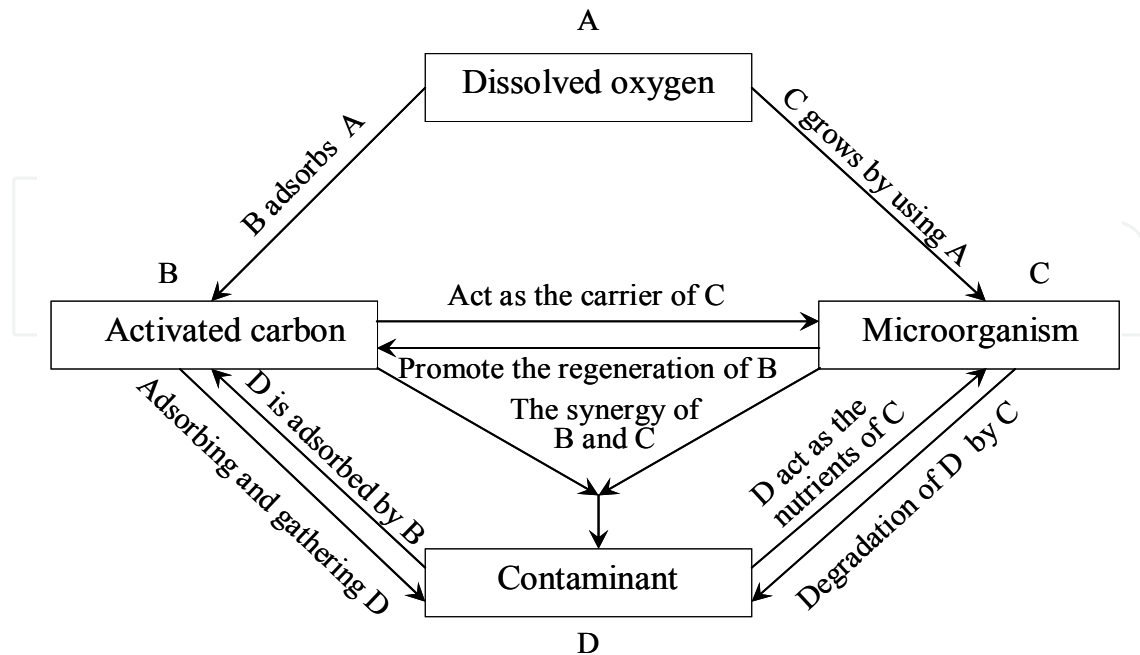 A
Dissolved oxygen
B adsorbs A
C grows by using A
B
C
Act as the carrier of C
Activated carbon
Microorganism
Promote the regeneration of B
The synergy of
B and C
Adsorbing and gathering D
D is adsorbed by B
D act as the
nutrients of C
Degradation of D by C
Contaminant
D